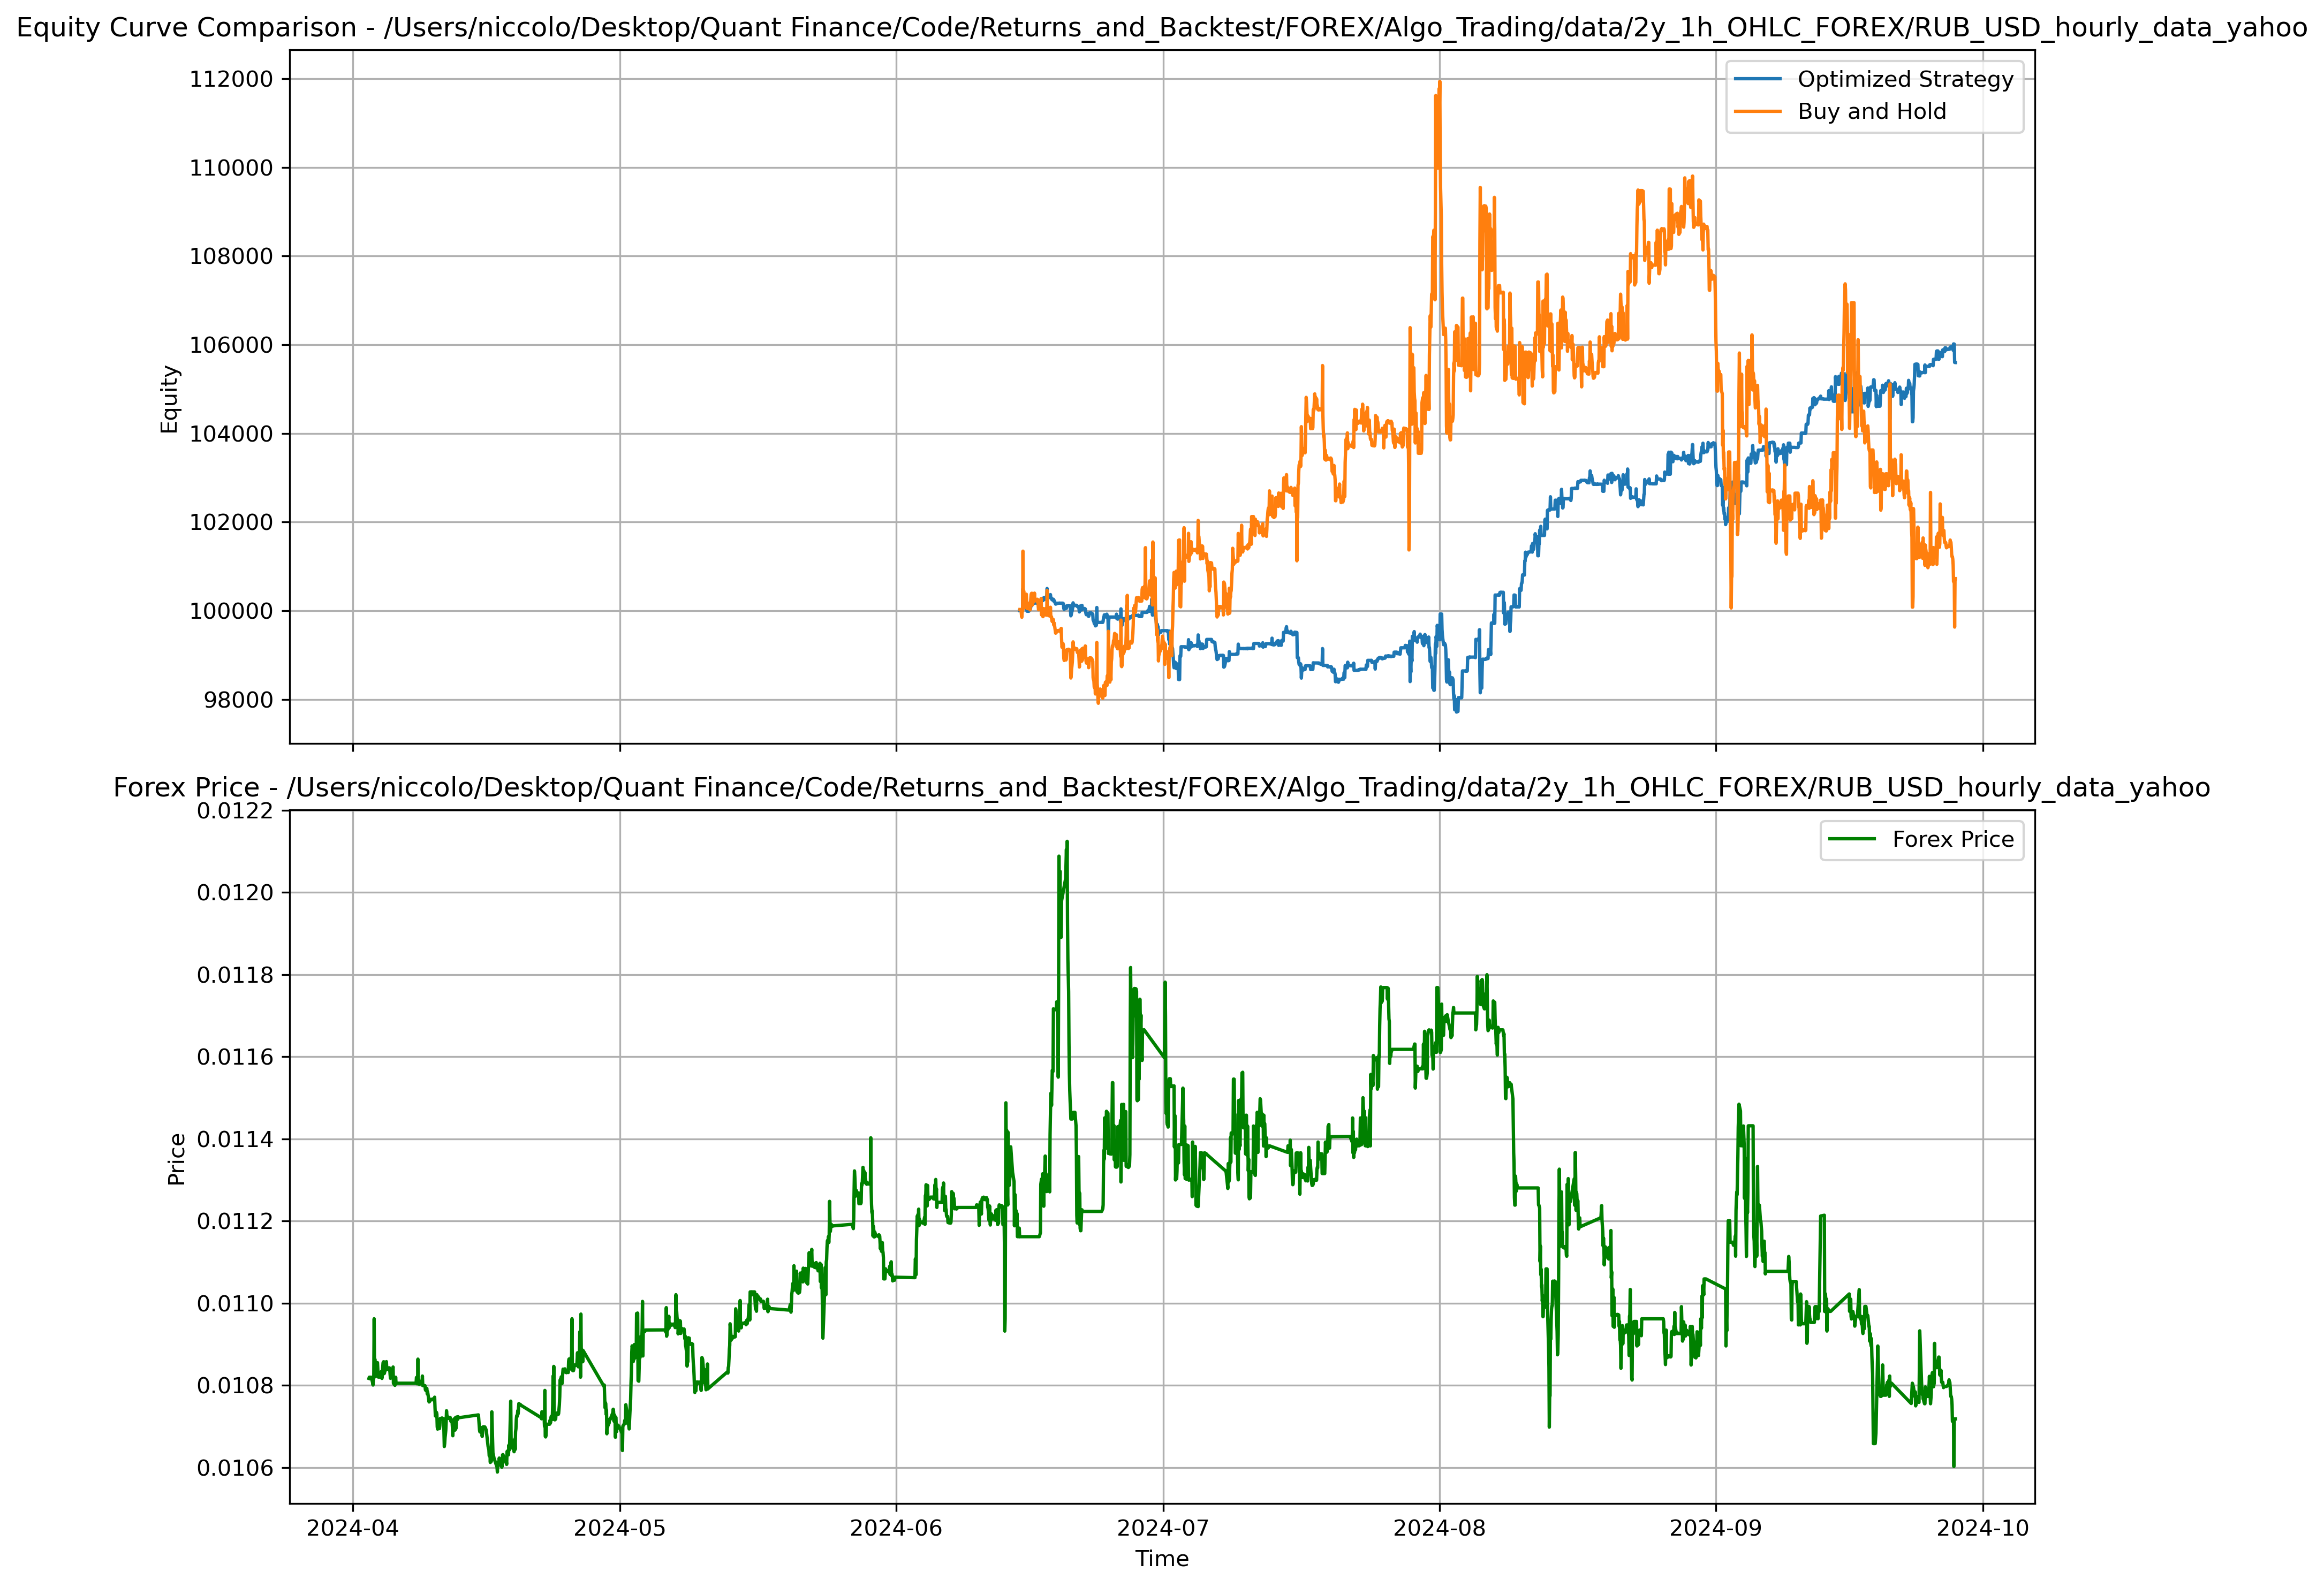 Equity Curve Comparison - /Users/niccolo/Desktop/Quant Finance/Code/Returns_and_Backtest/FOREX/Algo_Trading/data/2y_1h_OHLC_FOREX/RUB_USD_hourly_data_yahoo
Optimized Strategy
Buy and Hold
Equity
112000
110000
108000
106000
104000
102000
100000
98000
Forex Price - /Users/niccolo/Desktop/Quant Finance/Code/Returns_and_Backtest/FOREX/Algo_Trading/data/2y_1h_OHLC_FOREX/RUB_USD_hourly_data_yahoo
Forex Price
Price
0.0122
0.0120
0.0118
0.0116
0.0114
0.0112
0.0110
0.0108
0.0106
2024-04 2024-05 2024-06 2024-07 2024-08 2024-09 2024-10
Time